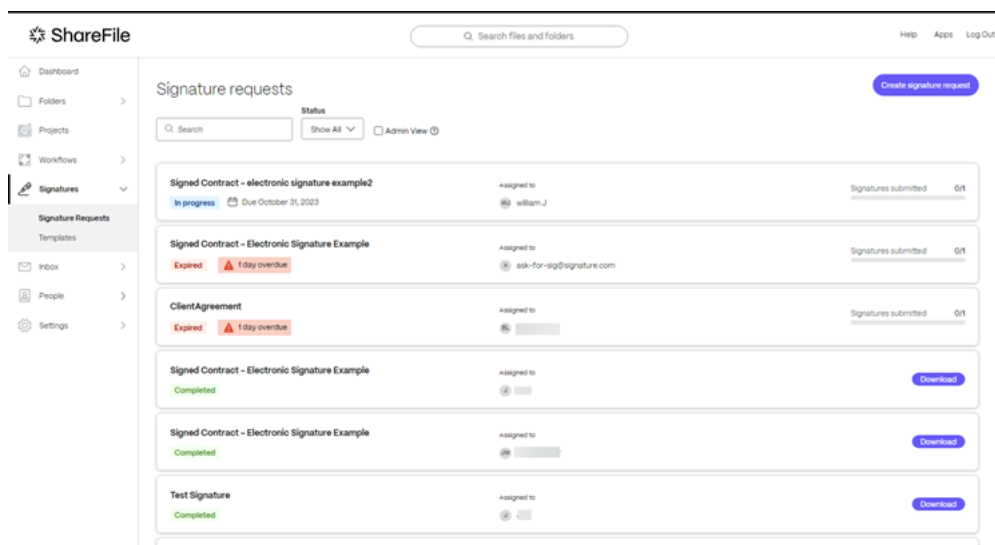 ShareFile
Search files and folders
Help Apps Log Out
Dashboard
Folders
Projects
Workflows
Signatures
Signature Requests
Templates
Inbox
People
Settings
Signature requests
Create signature request
Status
Search
Show All
Admin View
Signed Contract - electronic signature example2
In progress Due October 31, 2023
Assigned to
william J
Signatures submitted 0/1
Signed Contract - Electronic Signature Example
Expired 1 day overdue
Assigned to
ask-for-sig@signature.com
Signatures submitted 0/1
ClientAgreement
Expired 1 day overdue
Assigned to
BL
Signatures submitted 0/1
Signed Contract - Electronic Signature Example
Completed
Assigned to
J
Download
Signed Contract - Electronic Signature Example
Completed
Assigned to
JW
Download
Test Signature
Completed
Assigned to
J
Download